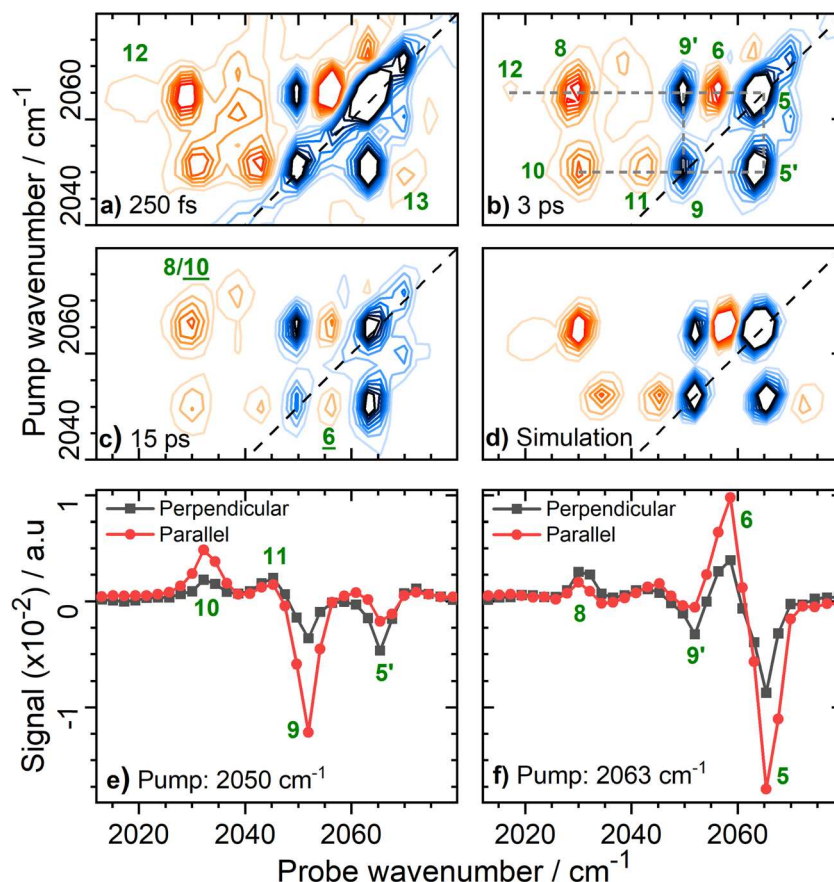 12
8
9'
6
12
5
10
5'
13
11
9
a) 250 fs
b) 3 ps
2060
2040
8/10
6
c) 15 ps
d) Simulation
2060
2040
Pump wavenumber / cm-1
Perpendicular
Parallel
11
10
5'
9
e) Pump: 2050 cm-1
Perpendicular
Parallel
6
8
9'
5
f) Pump: 2063 cm-1
1
0
-1
Signal (x10-2) / a.u
2020
2040
2060
2020
2040
2060
Probe wavenumber / cm-1